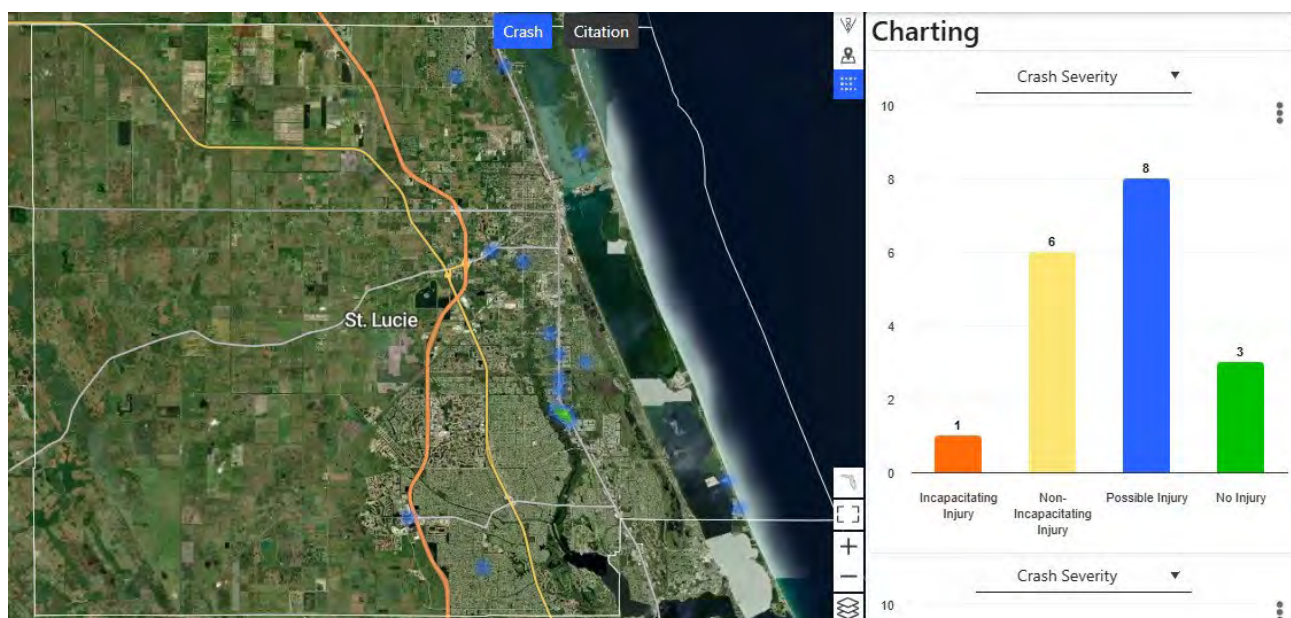 Crash
Citation
St. Lucie
Charting
Crash Severity
10
8
6
4
2
0
1
6
8
3
Incapacitating
Injury
Non-
Incapacitating
Injury
Possible Injury
No Injury
Crash Severity
10